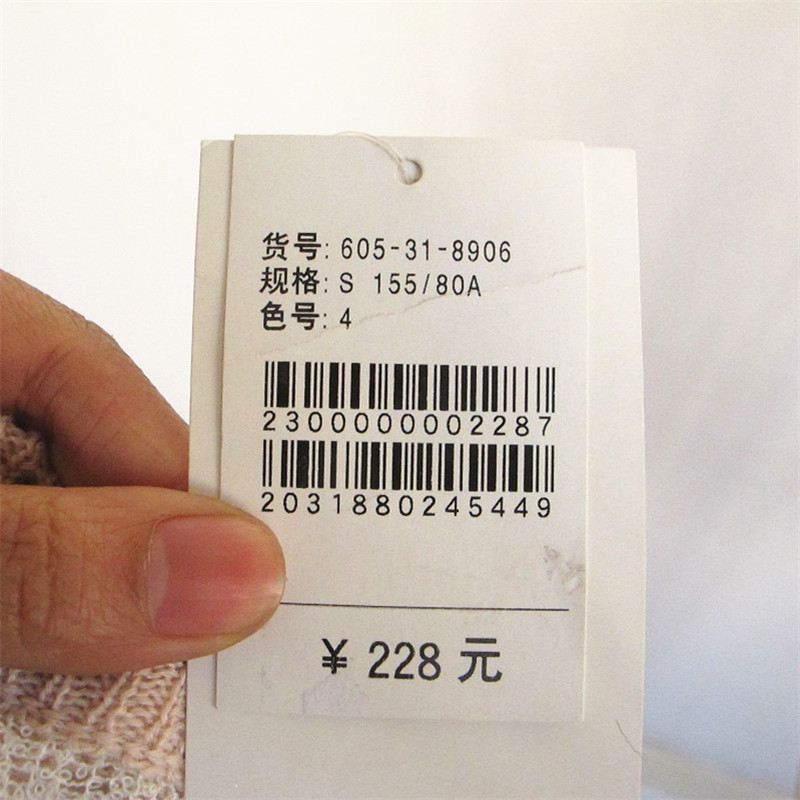 货号: 605-31-8906
规格: S 155/80A
色号: 4
2300000002287
2031880245449
¥ 228 元